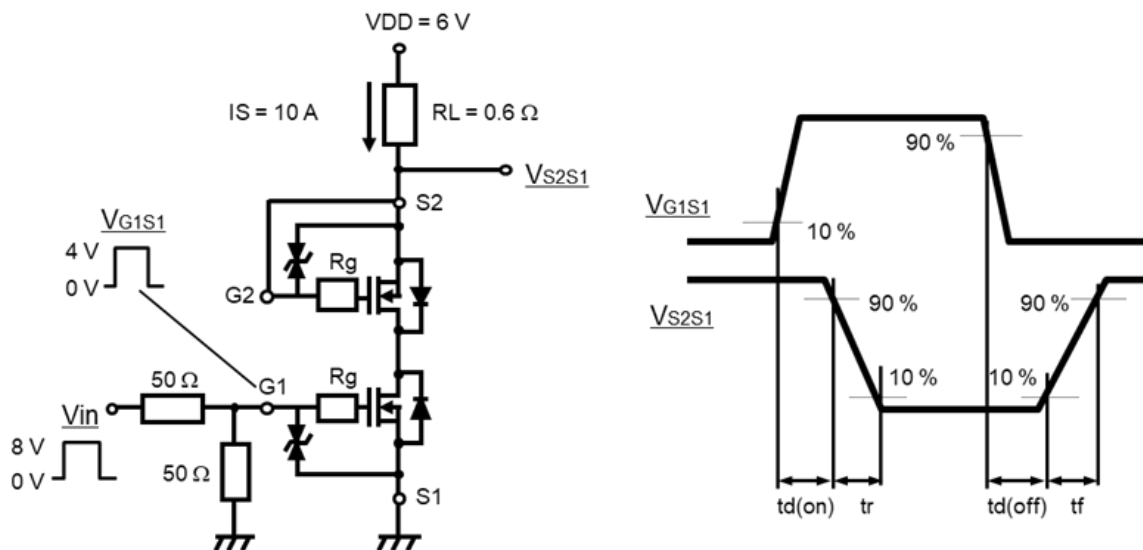 VDD = 6 V
IS = 10 A
RL = 0.6 Ω
VS2S1
S2
VG1S1
4 V
0 V
Rg
G2
50 Ω
G1
Rg
Vin
8 V
0 V
50 Ω
S1
90 %
VG1S1
10 %
VS2S1
90 %
90 %
10 %
10 %
td(on)
tr
td(off)
tf